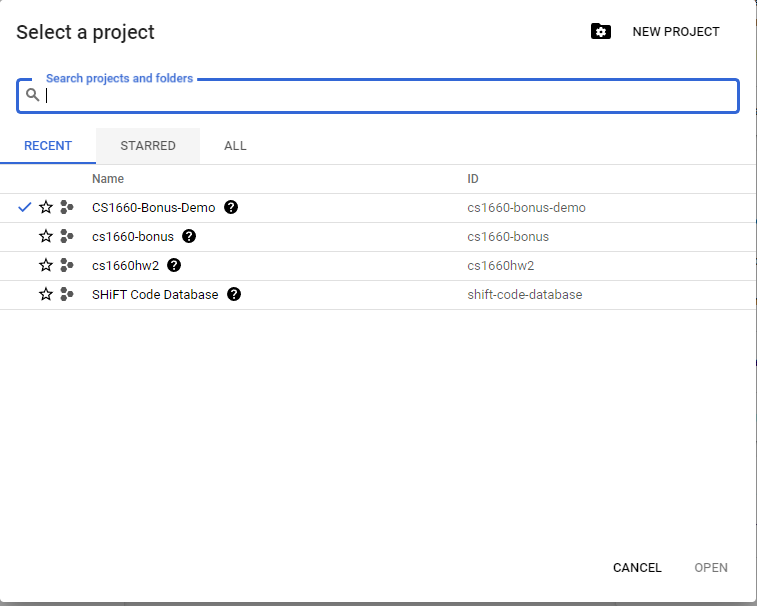 Select a project
NEW PROJECT
Search projects and folders
RECENT STARRED ALL
Name ID
CS1660-Bonus-Demo cs1660-bonus-demo
cs1660-bonus cs1660-bonus
cs1660hw2 cs1660hw2
SHiFT Code Database shift-code-database
CANCEL OPEN